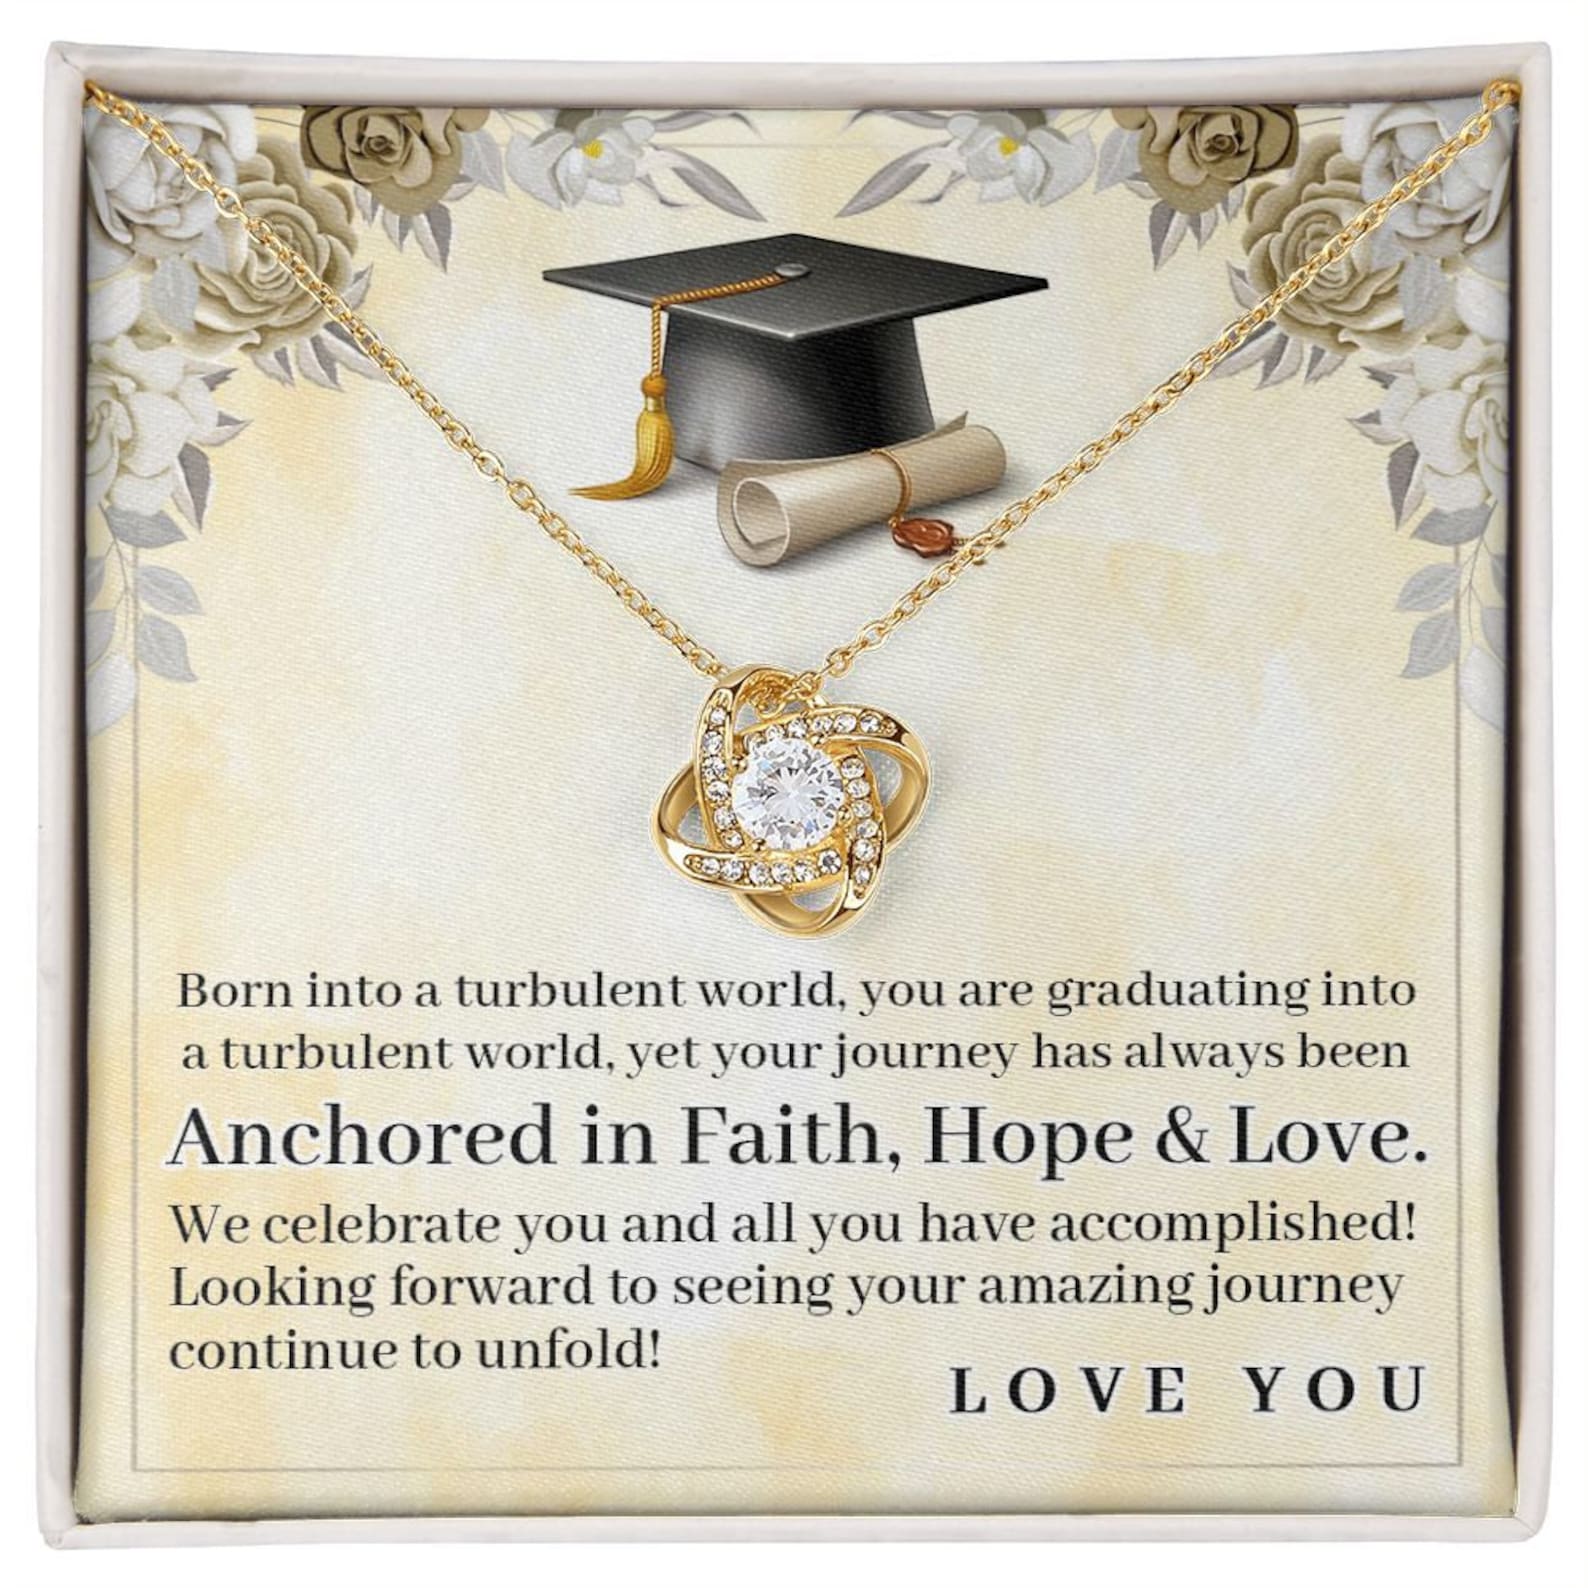 Born into a turbulent world, you are graduating into
a turbulent world, yet your journey has always been
Anchored in Faith, Hope & Love.
We celebrate you and all you have accomplished!
Looking forward to seeing your amazing journey
continue to unfold!
LOVE YOU